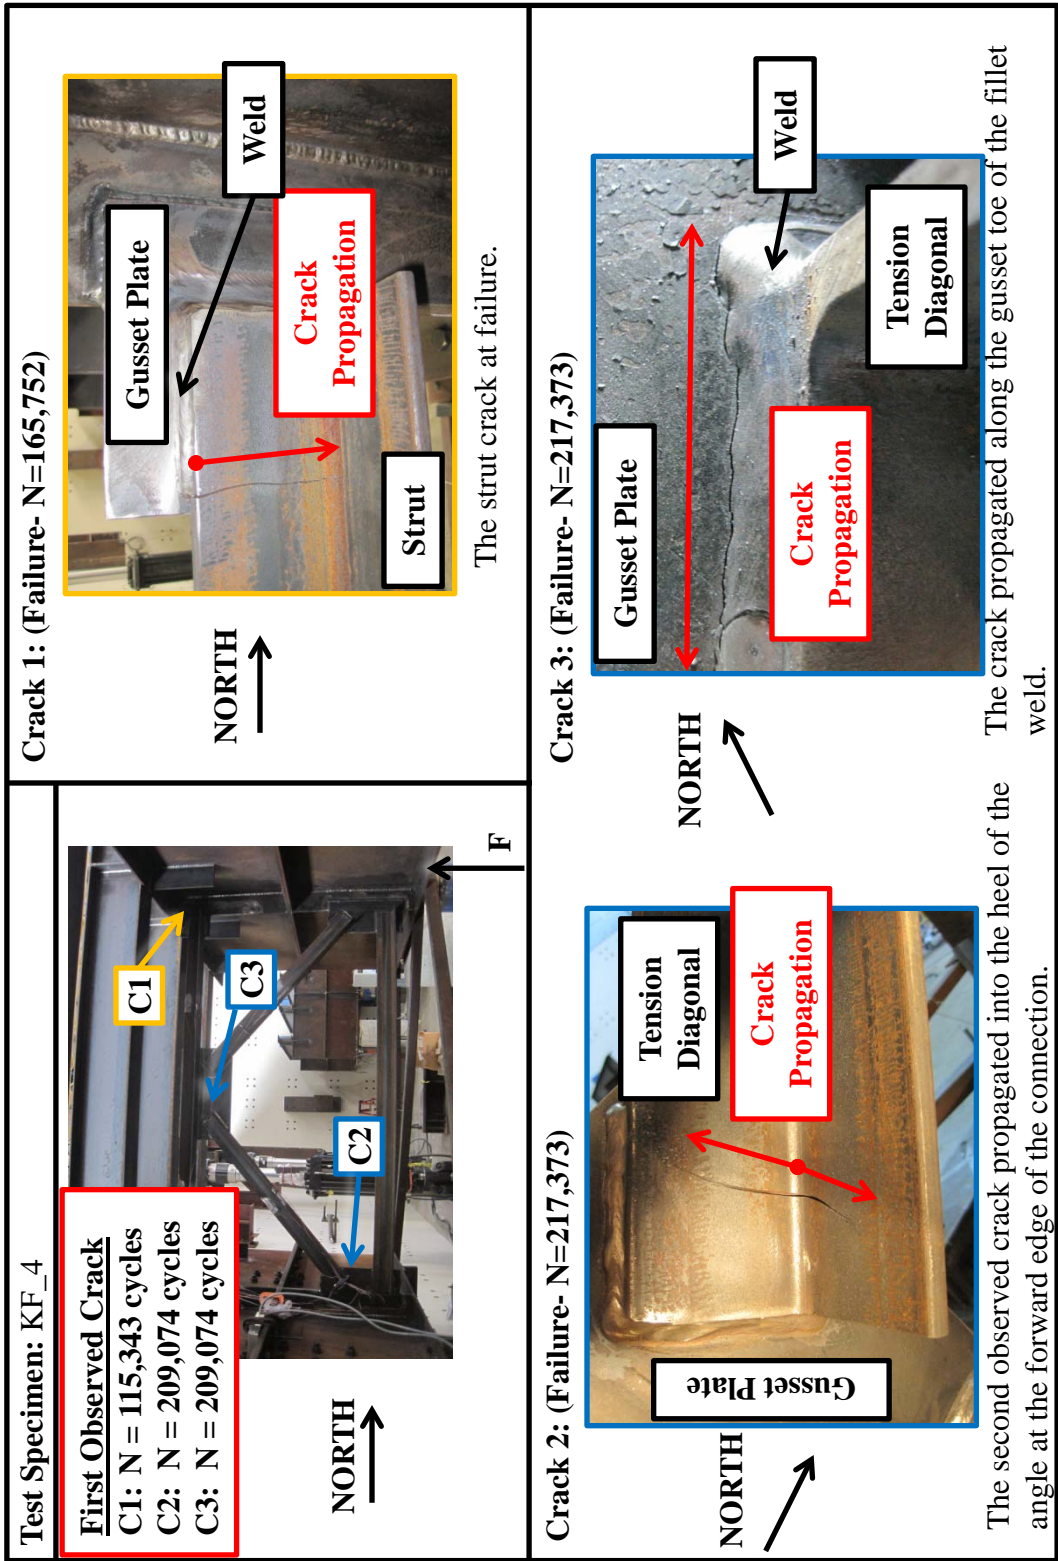 Test Specimen: KF_4
First Observed Crack
C1: N = 115,343 cycles
C2: N = 209,074 cycles
C3: N = 209,074 cycles
NORTH
C1
C3
C2
F
Crack 1: (Failure- N=165,752)
NORTH
Gusset Plate
Weld
Crack
Propagation
Strut
The strut crack at failure.
Crack 2: (Failure- N=217,373)
NORTH
Gusset Plate
Tension
Diagonal
Crack
Propagation
The second observed crack propagated into the heel of the
angle at the forward edge of the connection.
Crack 3: (Failure- N=217,373)
NORTH
Gusset Plate
Weld
Crack
Propagation
Tension
Diagonal
The crack propagated along the gusset toe of the fillet
weld.